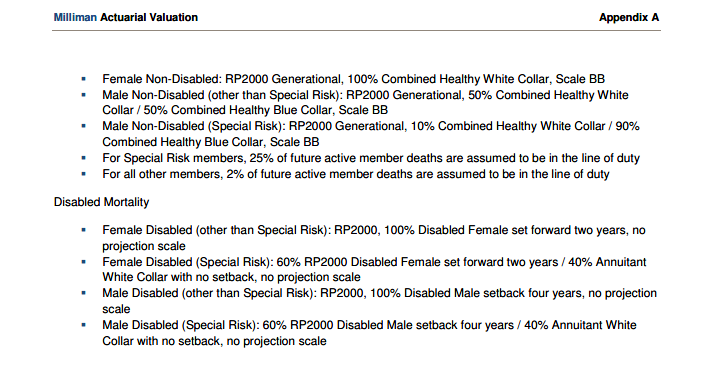 Milliman Actuarial Valuation Appendix A
▪ Female Non-Disabled: RP2000 Generational, 100% Combined Healthy White Collar, Scale BB
▪ Male Non-Disabled (other than Special Risk): RP2000 Generational, 50% Combined Healthy White
Collar / 50% Combined Healthy Blue Collar, Scale BB
▪ Male Non-Disabled (Special Risk): RP2000 Generational, 10% Combined Healthy White Collar / 90%
Combined Healthy Blue Collar, Scale BB
▪ For Special Risk members, 25% of future active member deaths are assumed to be in the line of duty
▪ For all other members, 2% of future active member deaths are assumed to be in the line of duty
Disabled Mortality
▪ Female Disabled (other than Special Risk): RP2000, 100% Disabled Female set forward two years, no
projection scale
▪ Female Disabled (Special Risk): 60% RP2000 Disabled Female set forward two years / 40% Annuitant
White Collar with no setback, no projection scale
▪ Male Disabled (other than Special Risk): RP2000, 100% Disabled Male setback four years, no projection
scale
▪ Male Disabled (Special Risk): 60% RP2000 Disabled Male setback four years / 40% Annuitant White
Collar with no setback, no projection scale